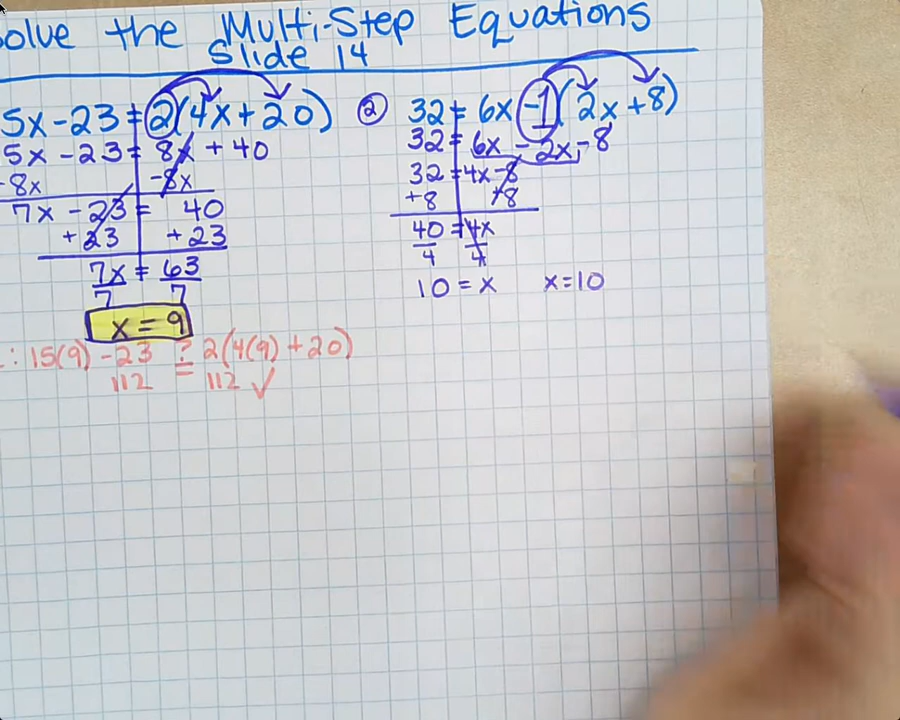 olve the Multi-Step Equations
Slide 14
5x - 23 = 2(4x + 20)
5x - 23 = 8x + 40
-8x -8x
7x - 23 = 40
+23 +23
7x = 63
7 7
x = 9
: 15(9) - 23 ?= 2(4(9) + 20)
112 112 ✓
② 32 = 6x -1(2x + 8)
32 = 6x - 2x - 8
32 = 4x - 8
+8 +8
40 = 4x
4 4
10 = x x = 10